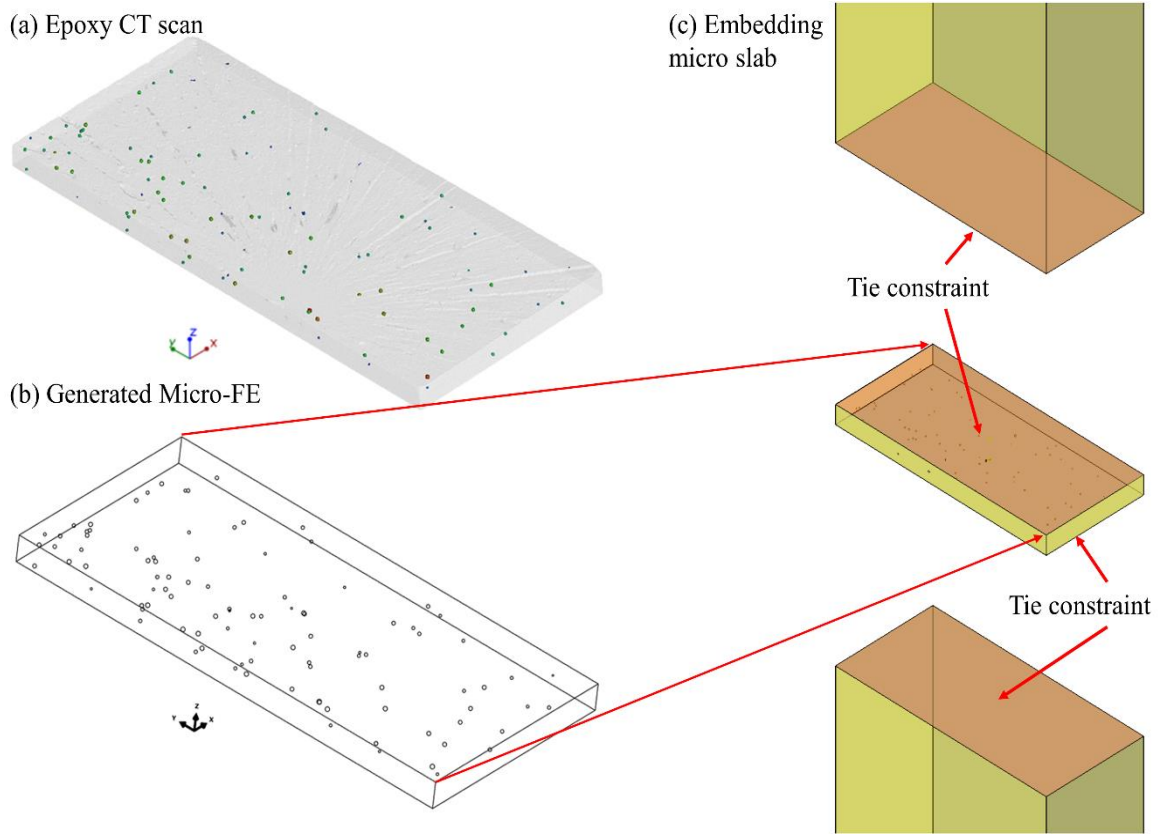 (a) Epoxy CT scan
Z
Y
X
(b) Generated Micro-FE
Z
Y
X
(c) Embedding
micro slab
Tie constraint
Tie constraint